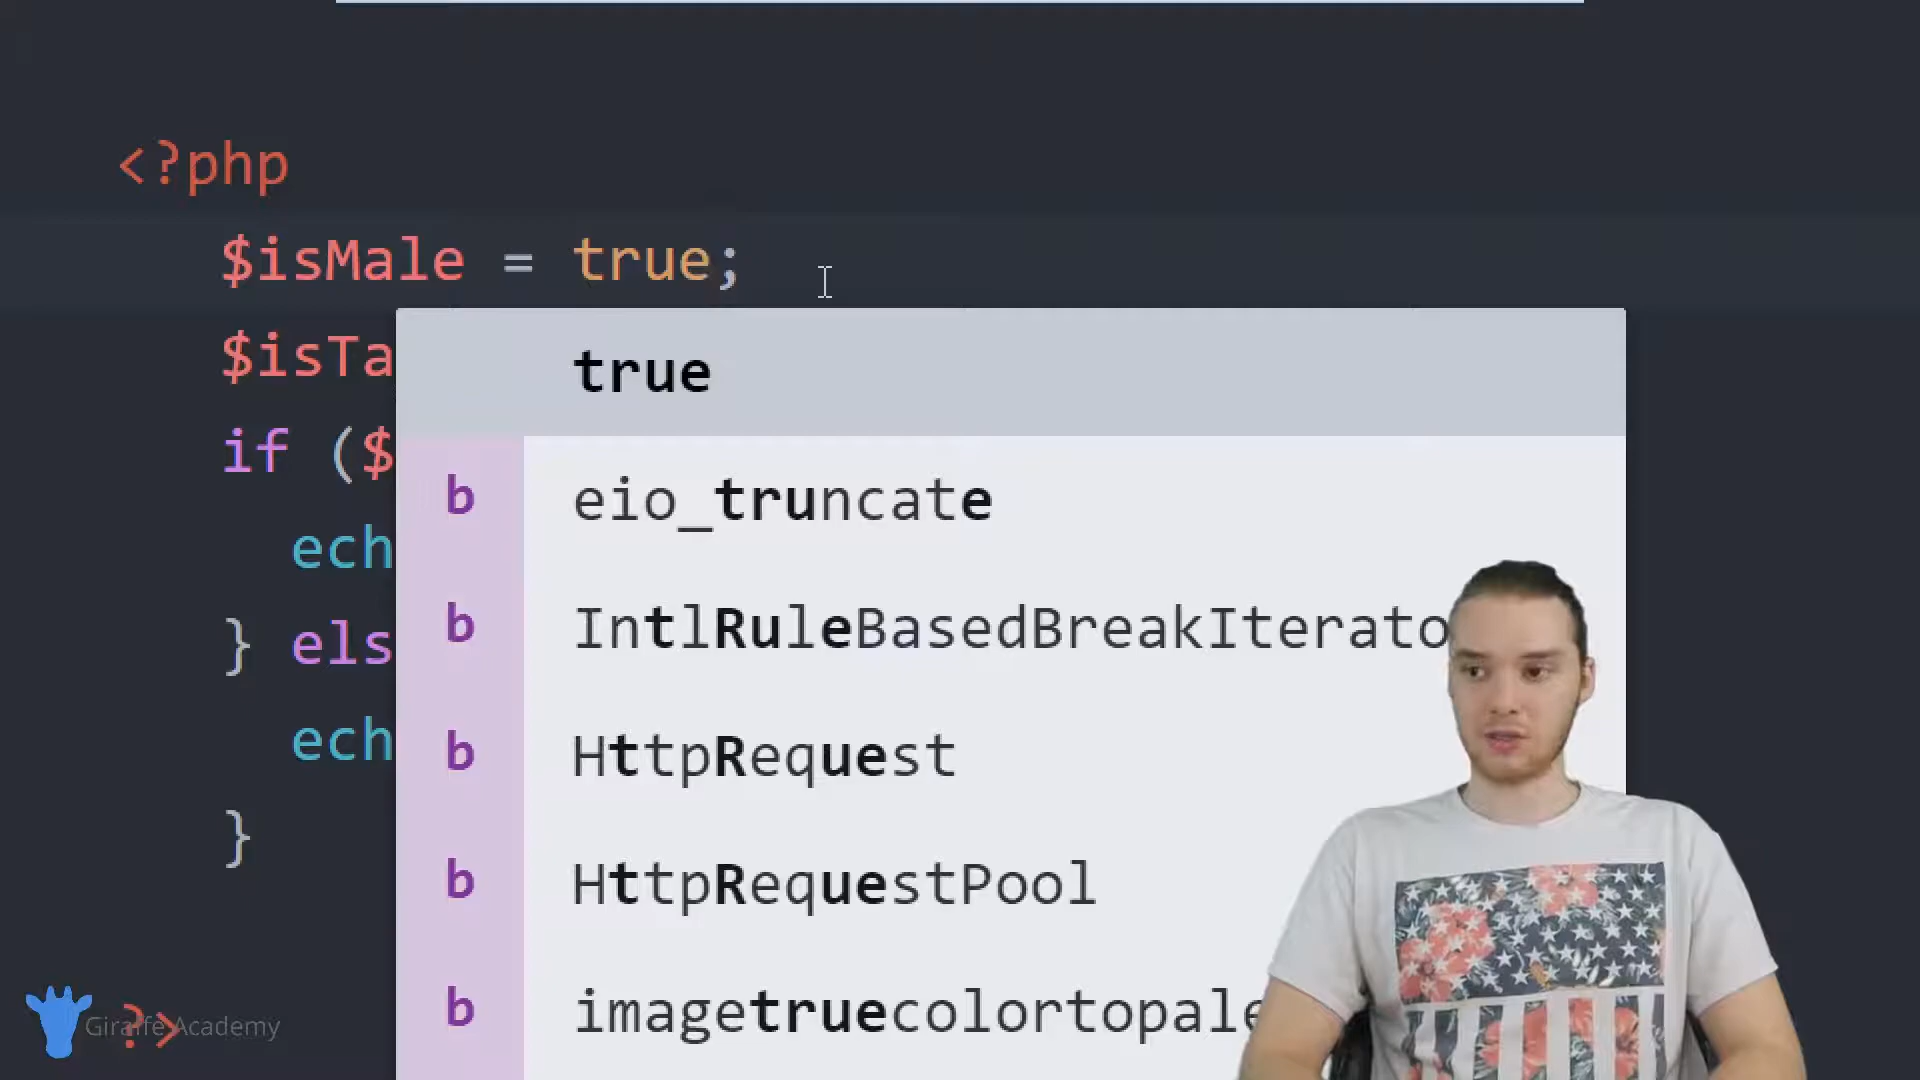 <?php
$isMale = true;
$isTa
if ($
ech
} els
ech
}
?>
true
b eio_truncate
b IntlRuleBasedBreakIterato
b HttpRequest
b HttpRequestPool
b imagetruecolortopale
Giraffe Academy